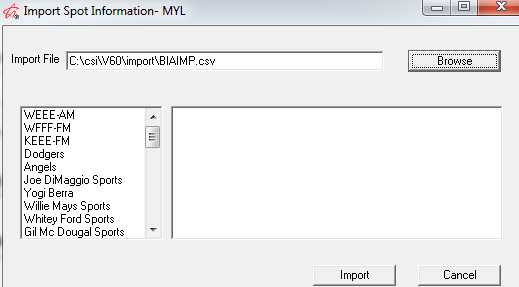 Import Spot Information- MYL
Import File C:\csi\V60\import\BIAIMP.csv Browse
WEEE-AM
WFFF-FM
KEEE-FM
Dodgers
Angels
Joe DiMaggio Sports
Yogi Berra
Willie Mays Sports
Whitey Ford Sports
Gil Mc Dougal Sports
Import Cancel